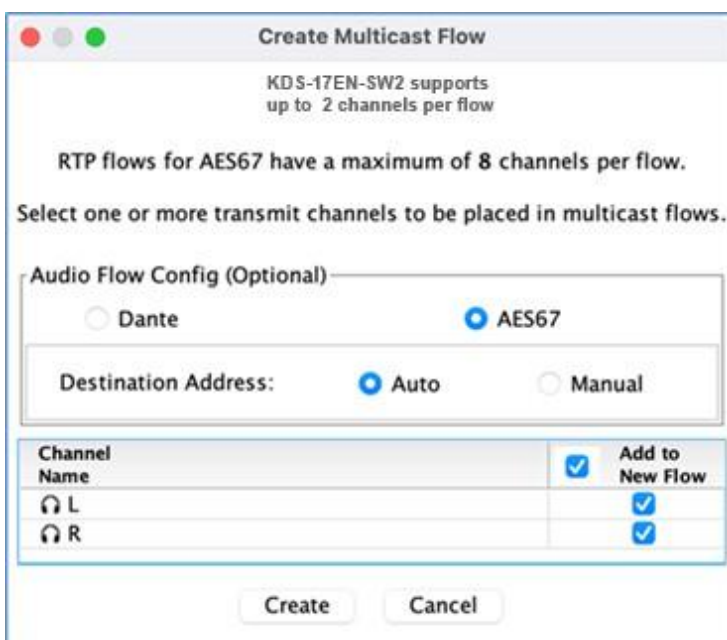 Create Multicast Flow
KDS-17EN-SW2 supports
up to 2 channels per flow
RTP flows for AES67 have a maximum of 8 channels per flow.
Select one or more transmit channels to be placed in multicast flows.
Audio Flow Config (Optional)
Dante AES67
Destination Address: Auto Manual
Channel Name Add to New Flow
L
R
Create Cancel